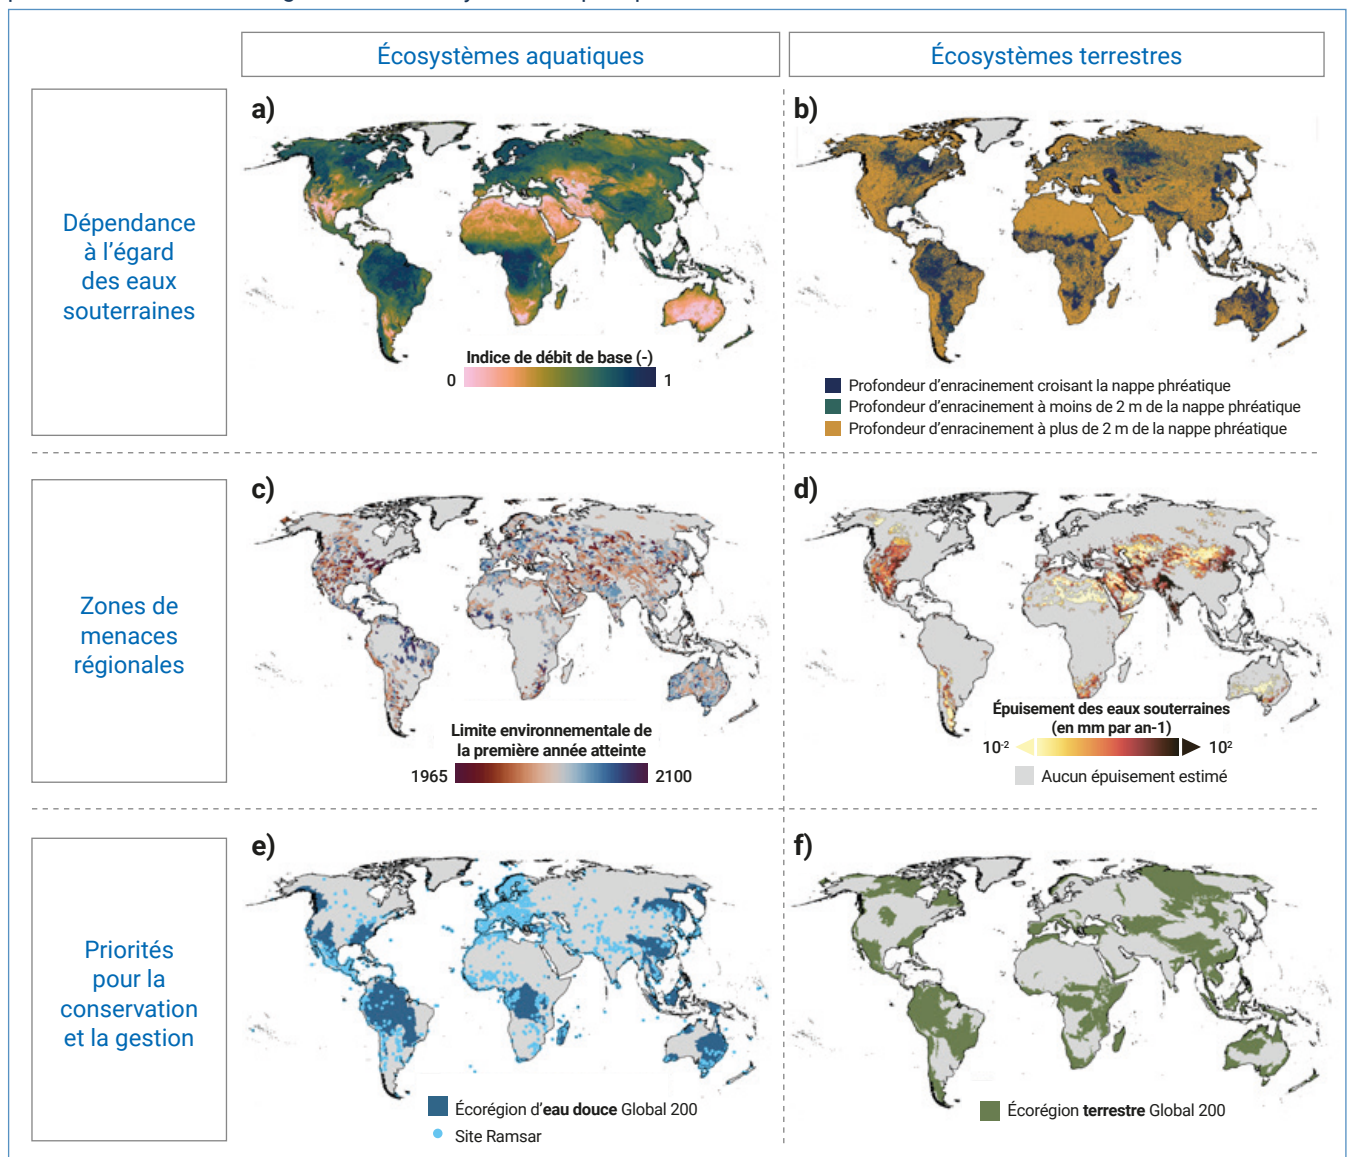 Écosystèmes aquatiques
Écosystèmes terrestres
Dépendance
à l'égard
des eaux
souterraines
a)
Indice de débit de base (-)
0
1
b)
Profondeur d'enracinement croisant la nappe phréatique
Profondeur d'enracinement à moins de 2 m de la nappe phréatique
Profondeur d'enracinement à plus de 2 m de la nappe phréatique
Zones de
menaces
régionales
c)
Limite environnementale de
la première année atteinte
1965
2100
d)
Épuisement des eaux souterraines
(en mm par an-1)
10⁻²
10²
Aucun épuisement estimé
Priorités
pour la
conservation
et la gestion
e)
Écorégion d'eau douce Global 200
Site Ramsar
f)
Écorégion terrestre Global 200